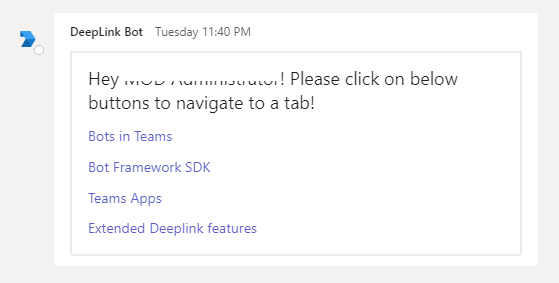 DeepLink Bot Tuesday 11:40 PM
Hey MOD Administrator! Please click on below
buttons to navigate to a tab!
Bots in Teams
Bot Framework SDK
Teams Apps
Extended Deeplink features